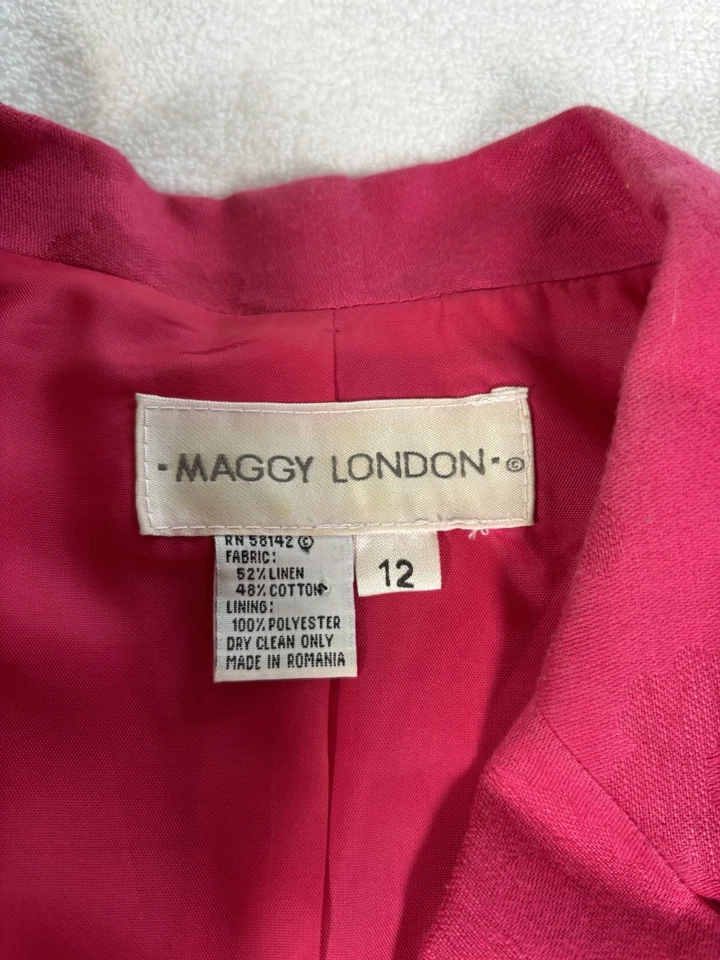 - MAGGY LONDON - ©
RN 58142 ©
FABRIC:
52% LINEN
48% COTTON
LINING:
100% POLYESTER
DRY CLEAN ONLY
MADE IN ROMANIA
12